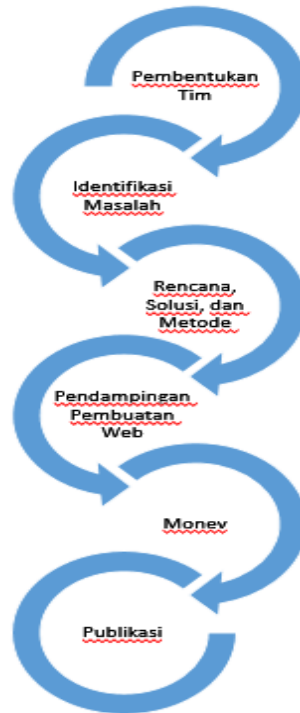 Pembentukan
Tim
Identifikasi
Masalah
Rencana,
Solusi, dan
Metode
Pendampingan
Pembuatan
Web
Monev
Publikasi